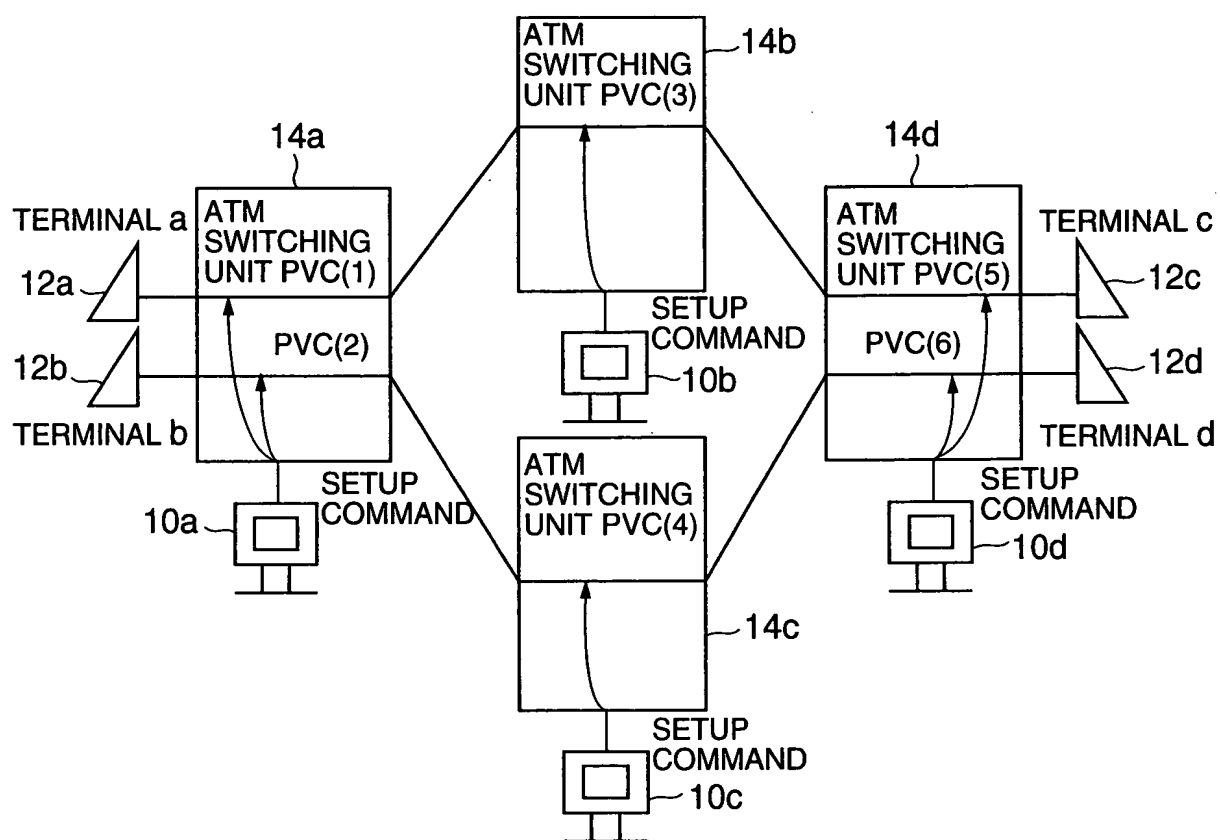 ATM
SWITCHING
UNIT PVC(3)
14b
14a
14d
TERMINAL a
ATM
SWITCHING
UNIT PVC(1)
ATM
SWITCHING
UNIT PVC(5)
TERMINAL c
12a
12c
SETUP
COMMAND
PVC(2)
PVC(6)
12b
10b
12d
TERMINAL b
TERMINAL d
ATM
SWITCHING
UNIT PVC(4)
SETUP
COMMAND
10a
SETUP
COMMAND
10d
14c
SETUP
COMMAND
10c